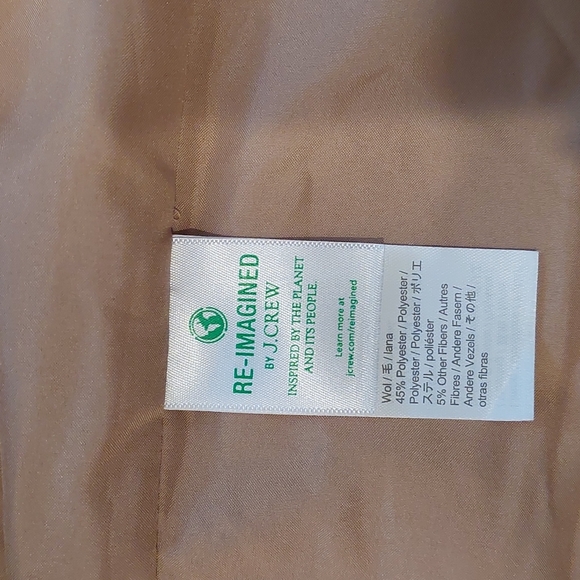 RE-IMAGINED
BY J.CREW
INSPIRED BY THE PLANET
AND ITS PEOPLE.
Learn more at
jcrew.com/reimagined
Wol / 毛 / lana
45% Polyester / Polyester /
Polyester / Polyester / ポリエ
ステル / poliéster
5% Other Fibers / Autres
Fibres / Andere Fasern /
Andere Vezels / その他 /
otras fibras